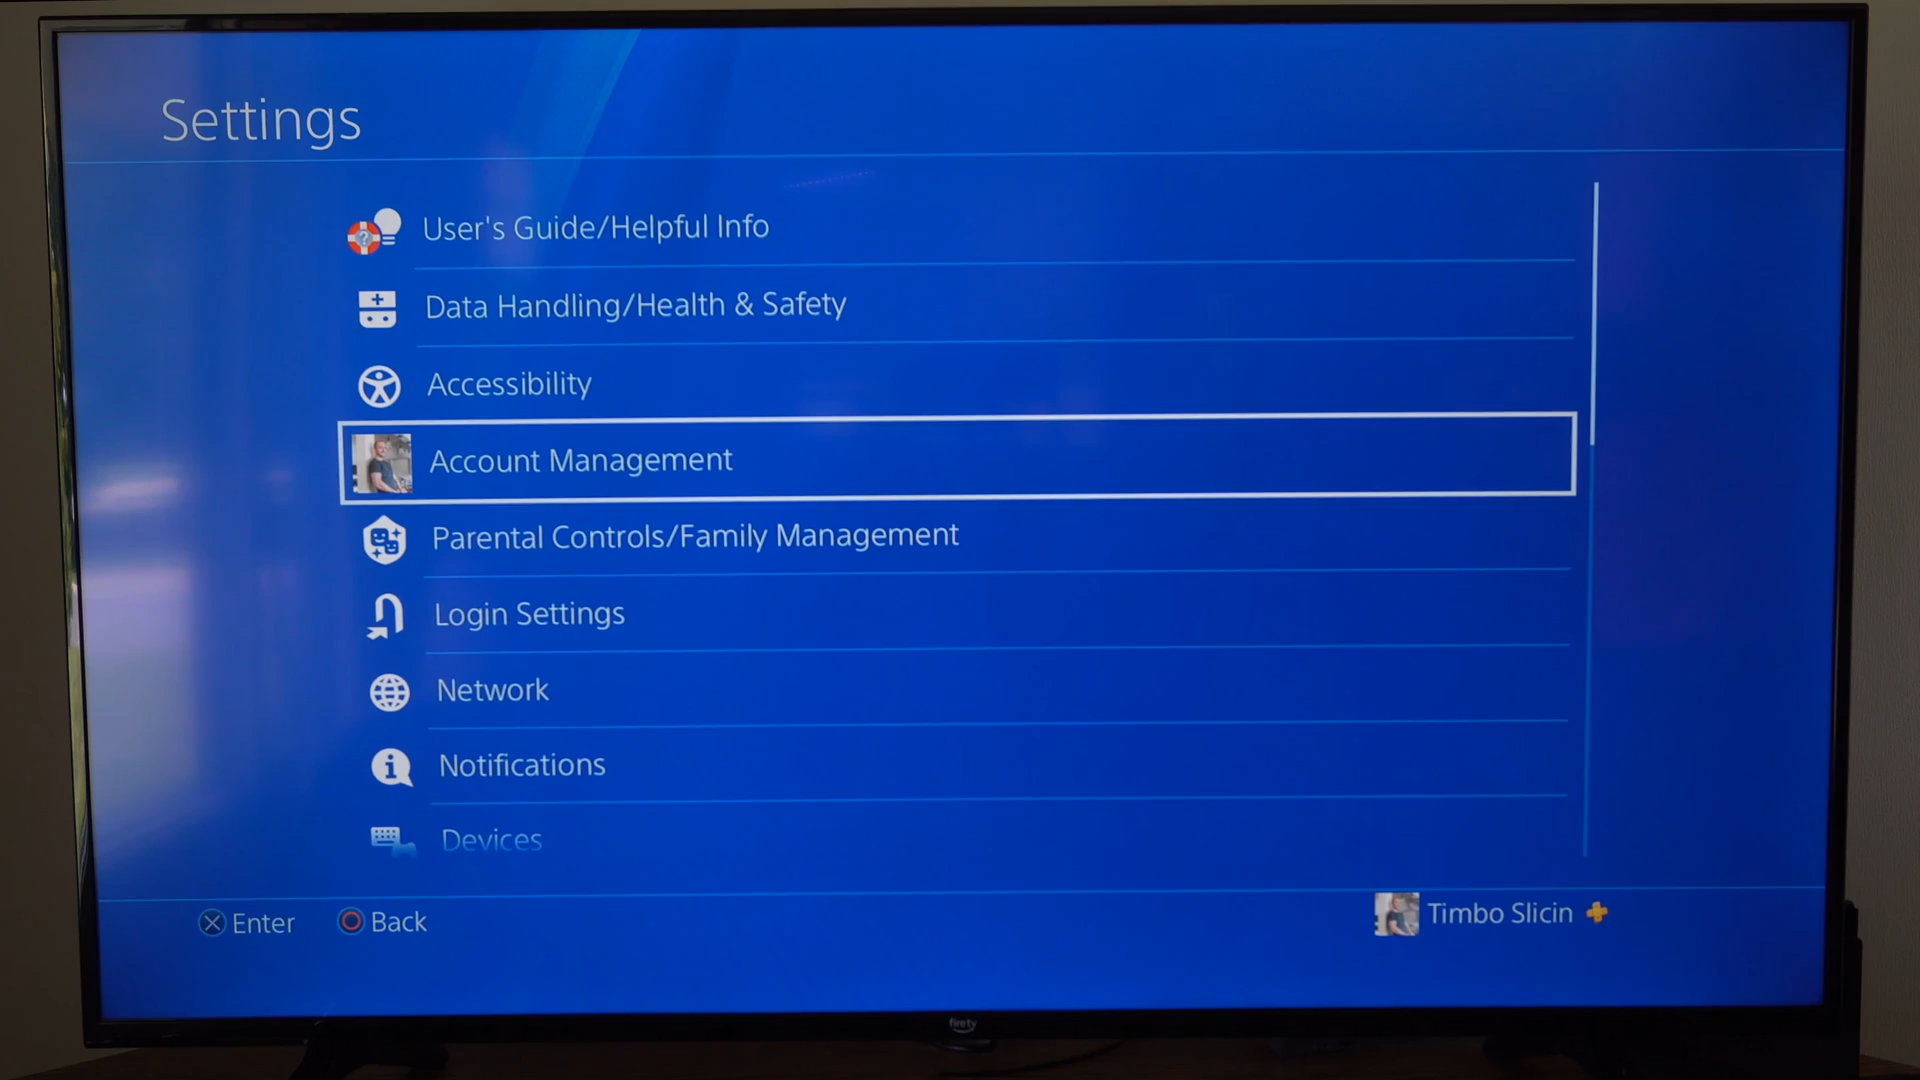 Settings
User's Guide/Helpful Info
Data Handling/Health & Safety
Accessibility
Account Management
Parental Controls/Family Management
Login Settings
Network
Notifications
Devices
Enter
Back
Timbo Slicin
firetv